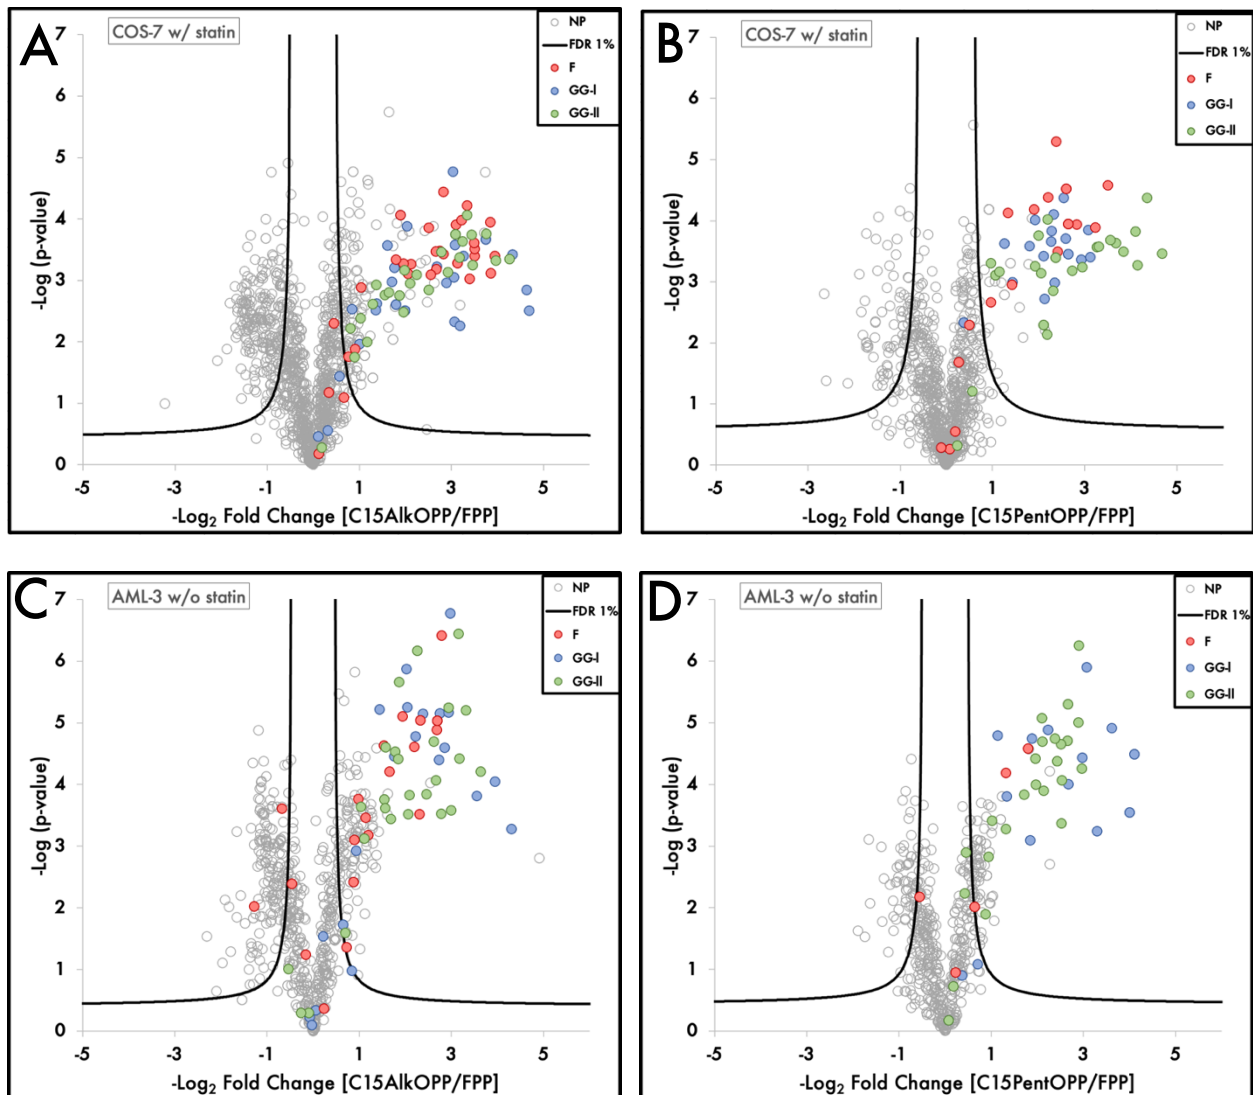 A
COS-7 w/ statin
NP
FDR 1%
F
GG-I
GG-II
-Log (p-value)
7
6
5
4
3
2
1
0
-5 -3 -1 1 3 5
-Log2 Fold Change [C15AlkOPP/FPP]
B
COS-7 w/ statin
NP
FDR 1%
F
GG-I
GG-II
-Log (p-value)
7
6
5
4
3
2
1
0
-5 -3 -1 1 3 5
-Log2 Fold Change [C15PentOPP/FPP]
C
AML-3 w/o statin
NP
FDR 1%
F
GG-I
GG-II
-Log (p-value)
7
6
5
4
3
2
1
0
-5 -3 -1 1 3 5
-Log2 Fold Change [C15AlkOPP/FPP]
D
AML-3 w/o statin
NP
FDR 1%
F
GG-I
GG-II
-Log (p-value)
7
6
5
4
3
2
1
0
-5 -3 -1 1 3 5
-Log2 Fold Change [C15PentOPP/FPP]